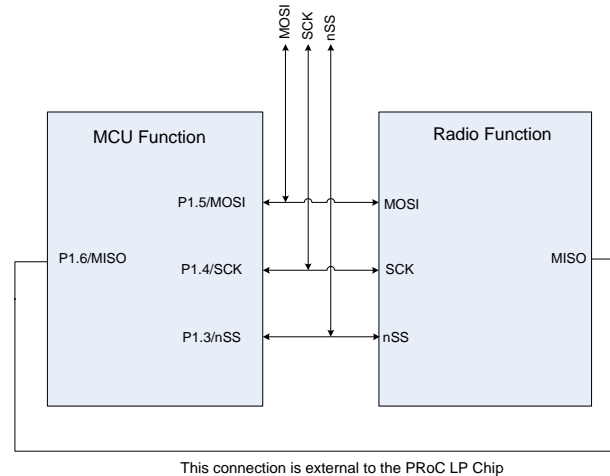 MOSI
SCK
nSS
MCU Function
Radio Function
P1.5/MOSI
MOSI
P1.6/MISO
MISO
P1.4/SCK
SCK
P1.3/nSS
nSS
This connection is external to the PRoC LP Chip